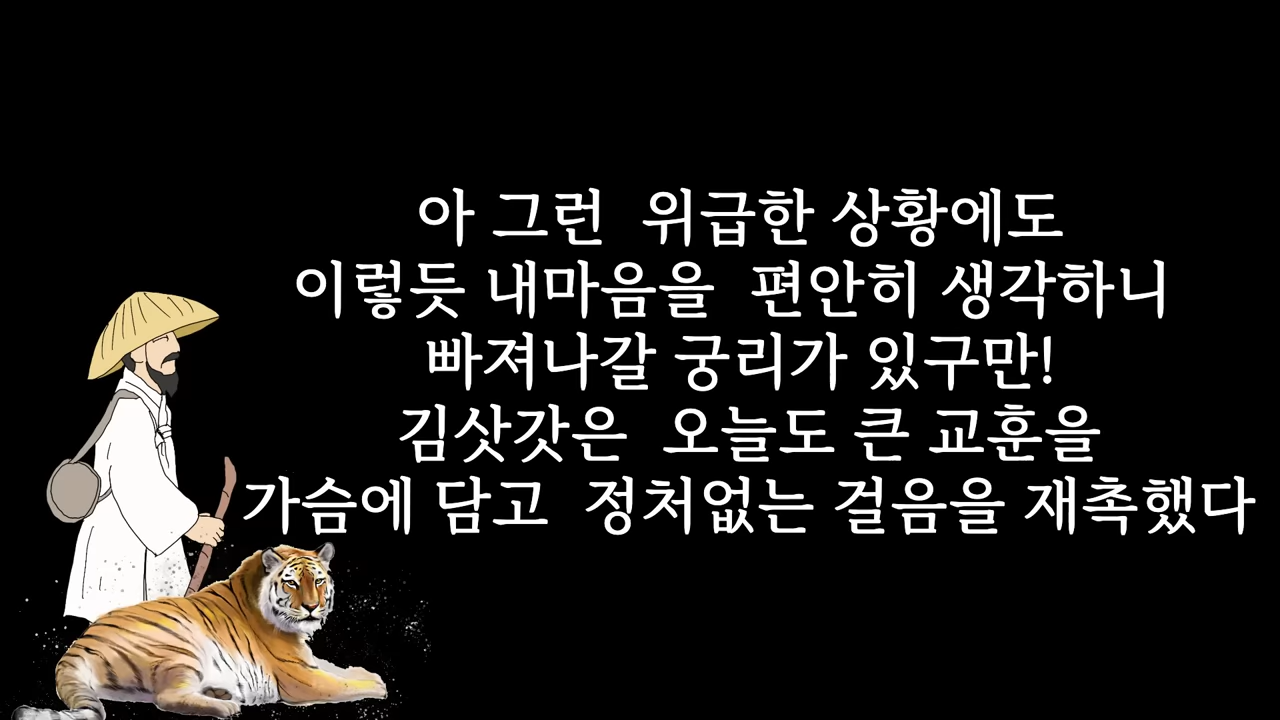 아 그런 위급한 상황에도
이렇듯 내마음을 편안히 생각하니
빠져나갈 궁리가 있구만!
김삿갓은 오늘도 큰 교훈을
가슴에 담고 정처없는 걸음을 재촉했다